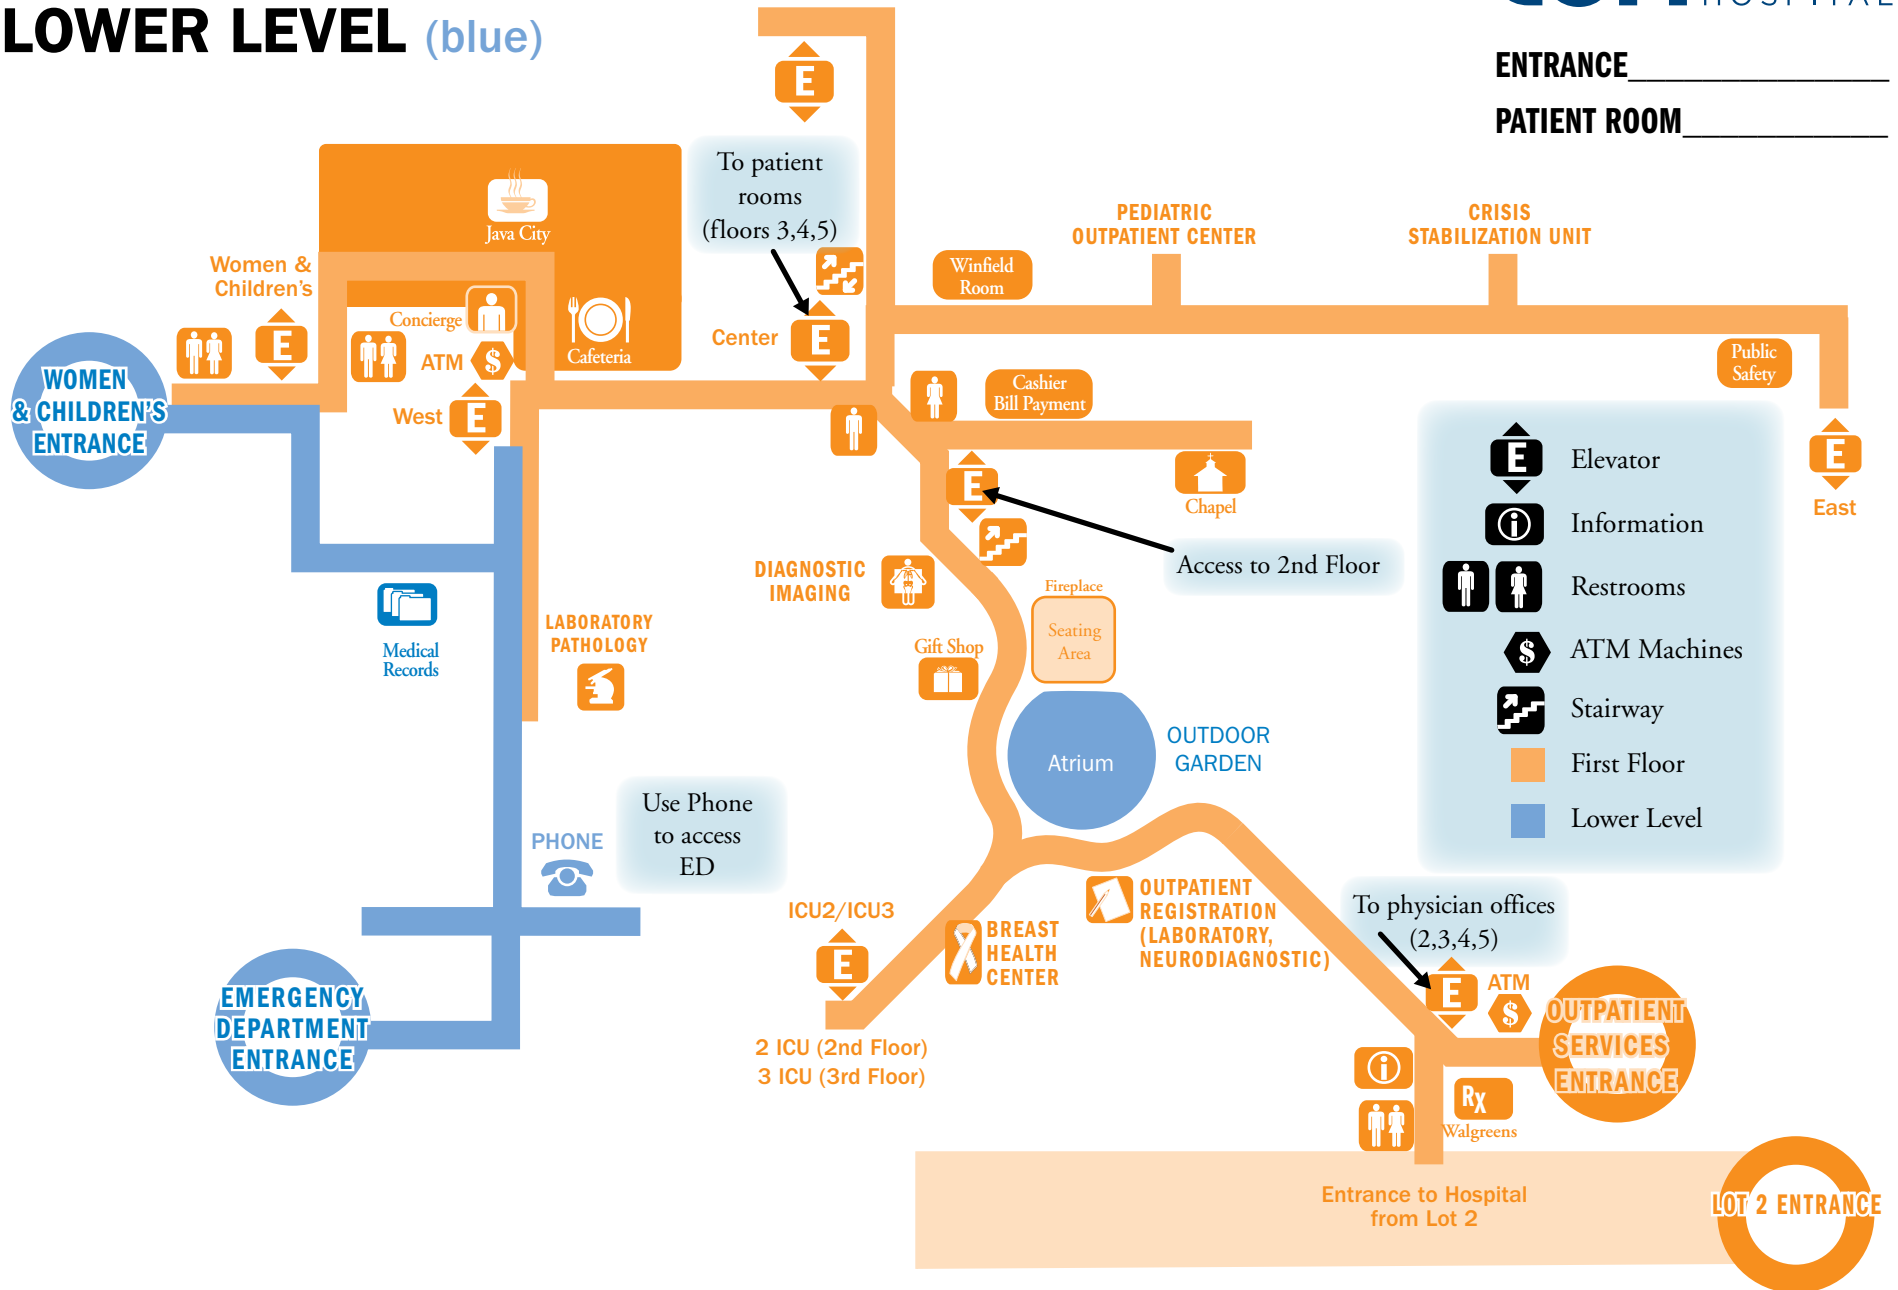 LOWER LEVEL (blue)
HOSPITAL
ENTRANCE
PATIENT ROOM
E
To patient
rooms
(floors 3,4,5)
Java City
PEDIATRIC
OUTPATIENT CENTER
CRISIS
STABILIZATION UNIT
Women &
Children's
Winfield
Room
Concierge
E
ATM
$
Cafeteria
Center
E
Public
Safety
WOMEN
& CHILDREN'S
ENTRANCE
West
E
Cashier
Bill Payment
E
Chapel
E
East
E
Elevator
i
Information
Restrooms
$
ATM Machines
Stairway
First Floor
Lower Level
Access to 2nd Floor
DIAGNOSTIC
IMAGING
Fireplace
Seating
Area
Gift Shop
LABORATORY
PATHOLOGY
Medical
Records
Atrium
OUTDOOR
GARDEN
Use Phone
to access
ED
PHONE
ICU2/ICU3
E
2 ICU (2nd Floor)
3 ICU (3rd Floor)
BREAST
HEALTH
CENTER
OUTPATIENT
REGISTRATION
(LABORATORY,
NEURODIAGNOSTIC)
To physician offices
(2,3,4,5)
E
ATM
$
OUTPATIENT
SERVICES
ENTRANCE
EMERGENCY
DEPARTMENT
ENTRANCE
i
Rx
Walgreens
Entrance to Hospital
from Lot 2
LOT 2 ENTRANCE